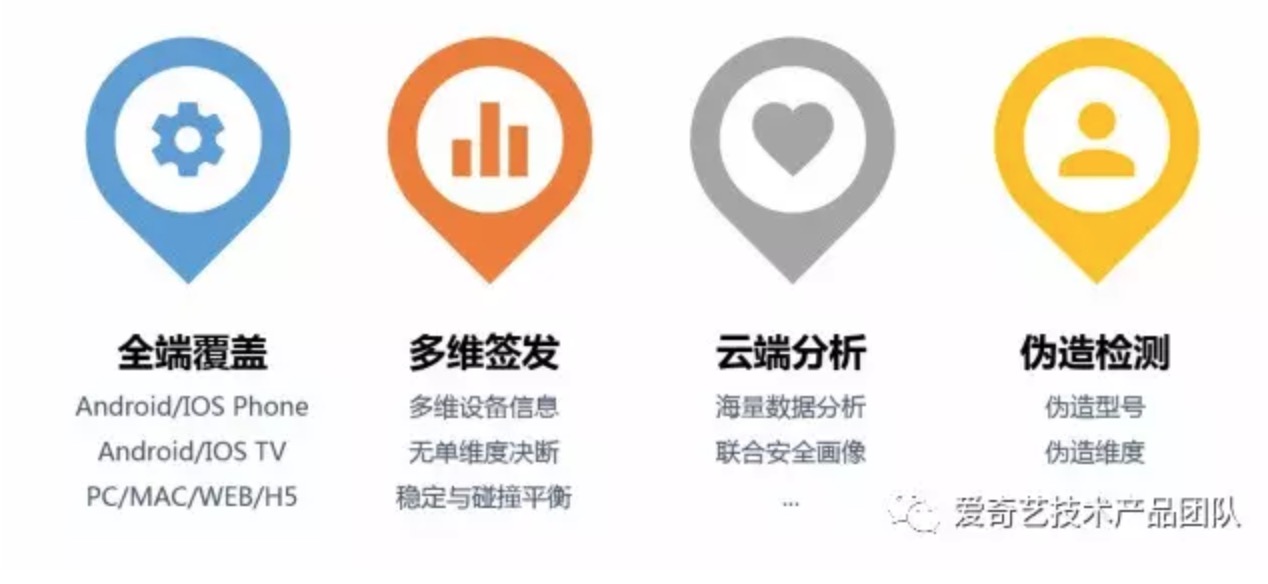 全端覆盖
Android/IOS Phone
Android/IOS TV
PC/MAC/WEB/H5
多维签发
多维设备信息
无单维度决断
稳定与碰撞平衡
云端分析
海量数据分析
联合安全画像
...
伪造检测
伪造型号
伪造维度
爱奇艺技术产品团队